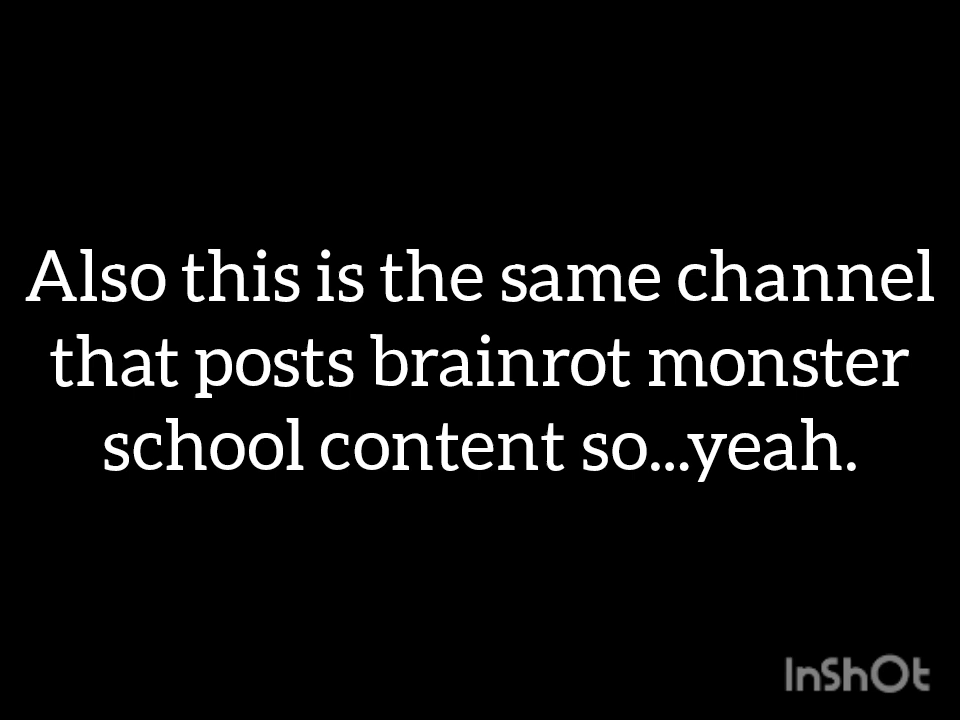 Also this is the same channel
that posts brainrot monster
school content so...yeah.
InShOt